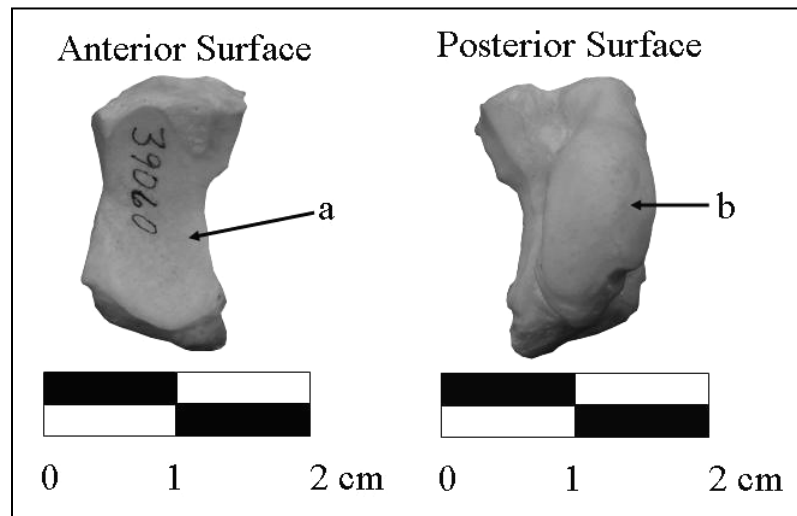 Anterior Surface
Posterior Surface
39060
a
b
0 1 2 cm
0 1 2 cm